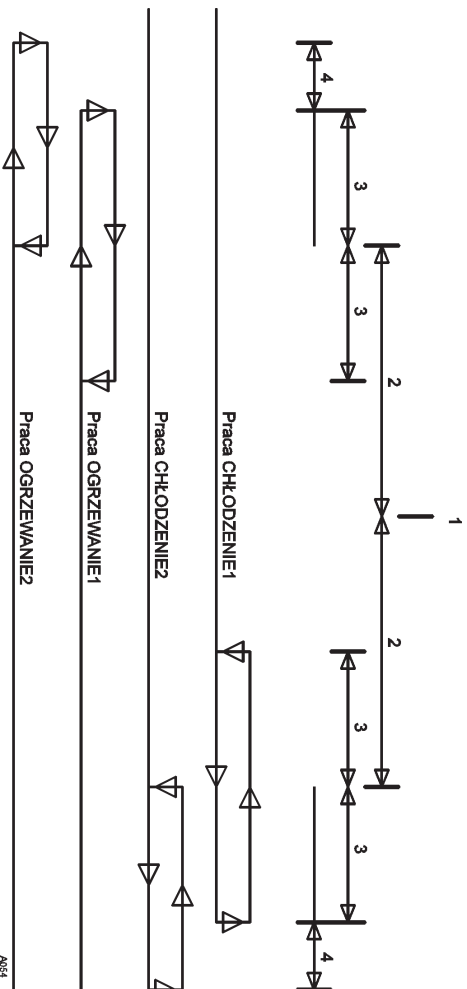 1
2 2
3 3 3 3
4 4
Praca CHŁODZENIE1
Praca CHŁODZENIE2
Praca OGRZEWANIE1
Praca OGRZEWANIE2
A054